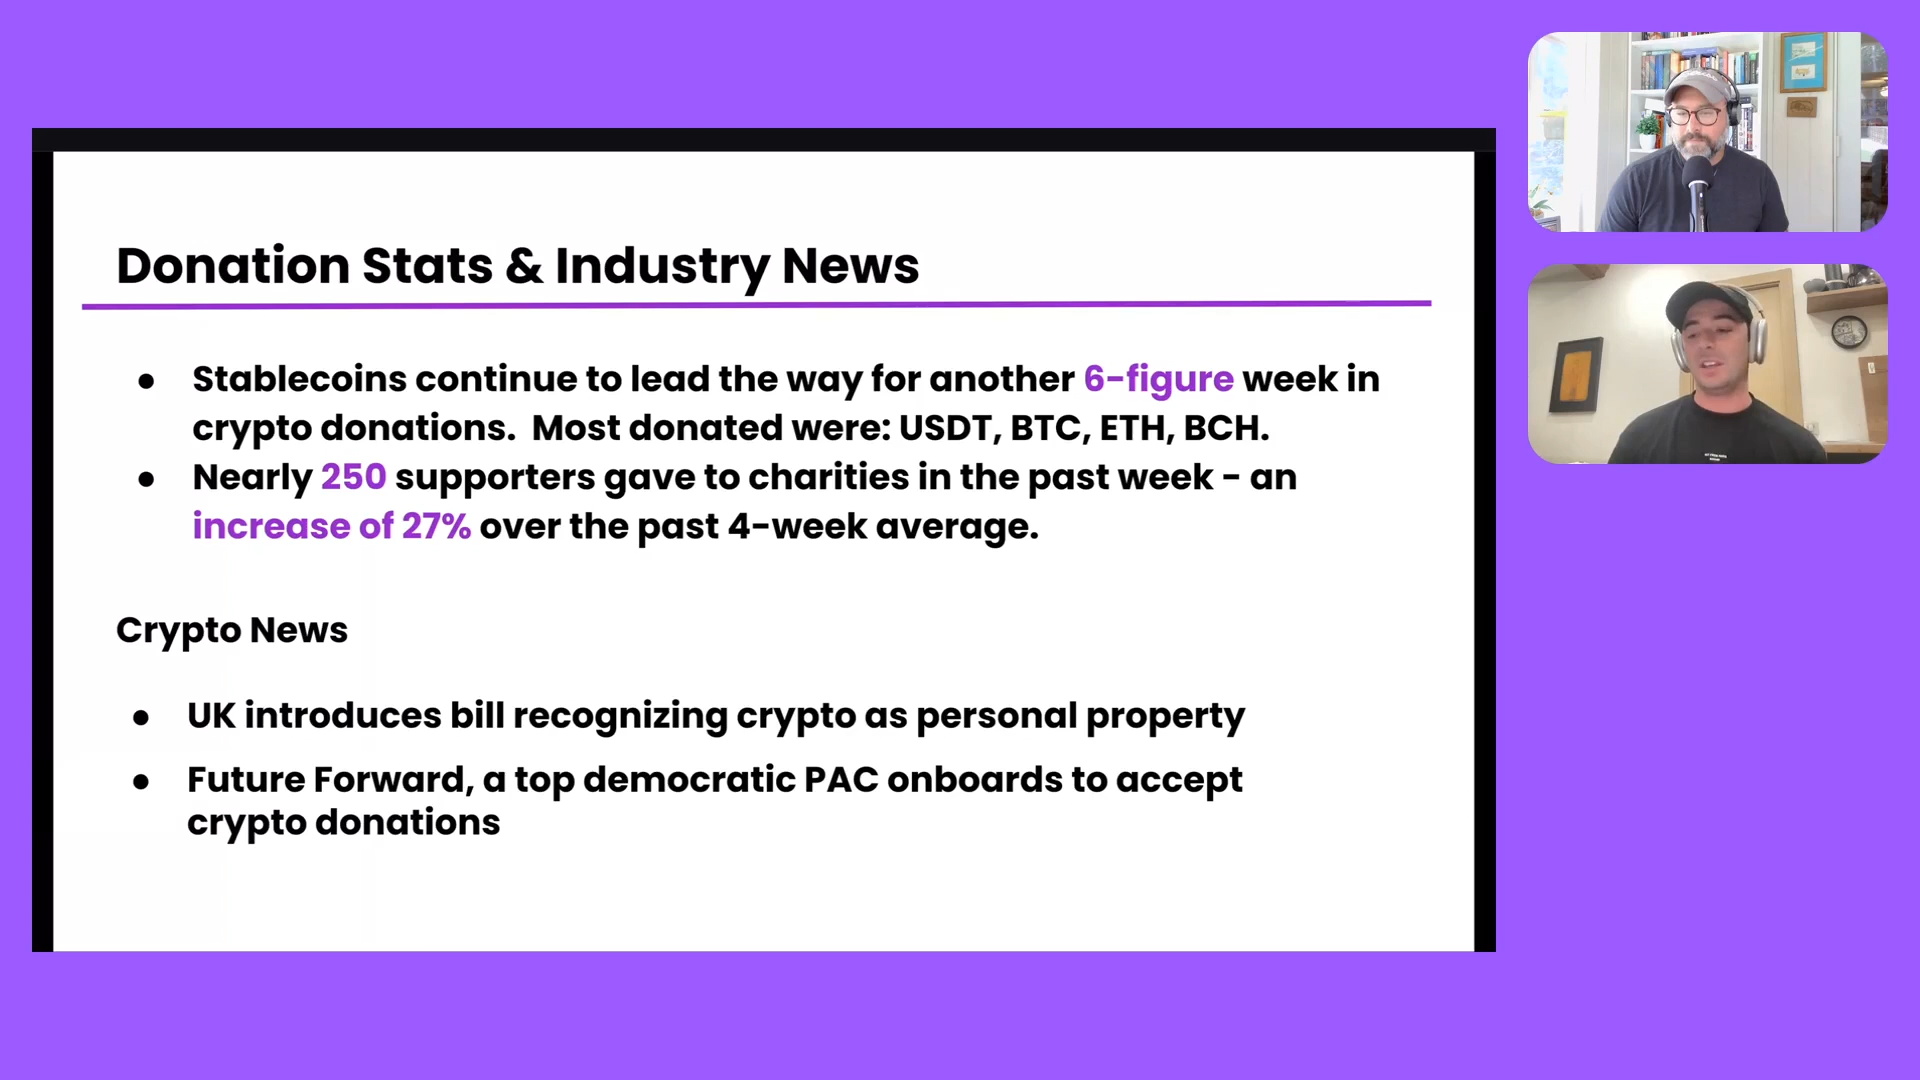 Donation Stats & Industry News
● Stablecoins continue to lead the way for another 6-figure week in
crypto donations.  Most donated were: USDT, BTC, ETH, BCH.
● Nearly 250 supporters gave to charities in the past week - an
increase of 27% over the past 4-week average.
Crypto News
● UK introduces bill recognizing crypto as personal property
● Future Forward, a top democratic PAC onboards to accept
crypto donations